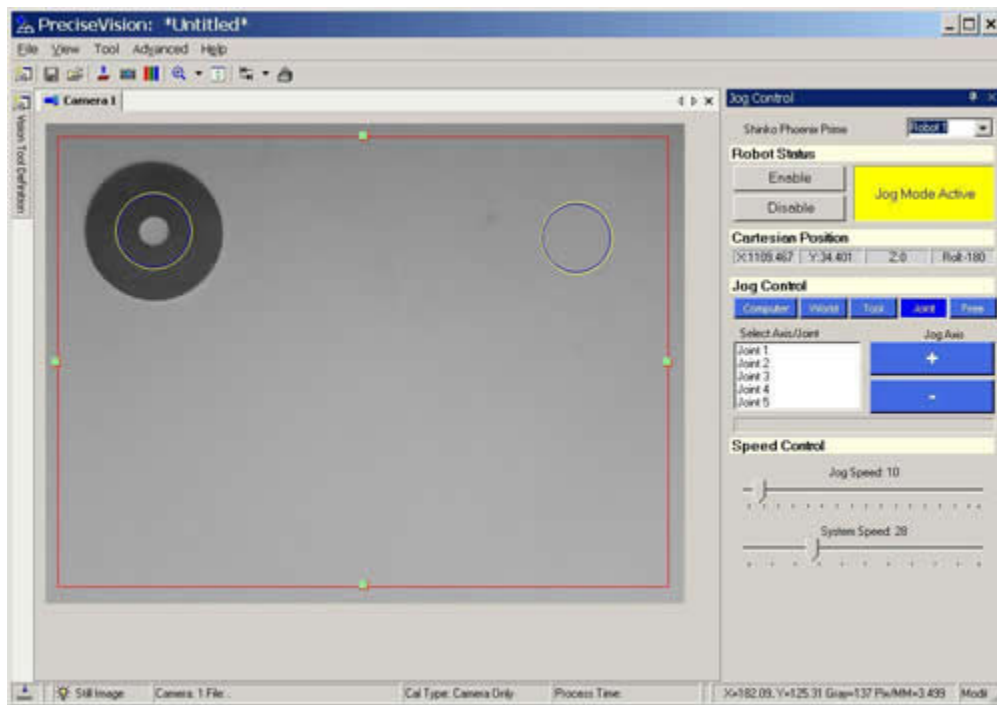 PreciseVision: *Untitled*
File View Tool Advanced Help
Camera 1
Vision Tool Definition
Jog Control
Shinko Phoenix Prime Robot 1
Robot Status
Enable
Disable
Jog Mode Active
Cartesian Position
X:1109.467 Y:34.401 Z:0 Roll:-180
Jog Control
Computer World Tool Joint Free
Select Axis/Joint Jog Axis
Joint 1
Joint 2
Joint 3
Joint 4
Joint 5
+
-
Speed Control
Jog Speed: 10
System Speed: 28
Still Image Camera: 1 File: Cal Type: Camera Only Process Time: X=182.09, Y=125.31 Gray=137 Pix/MM=3.499 Modi